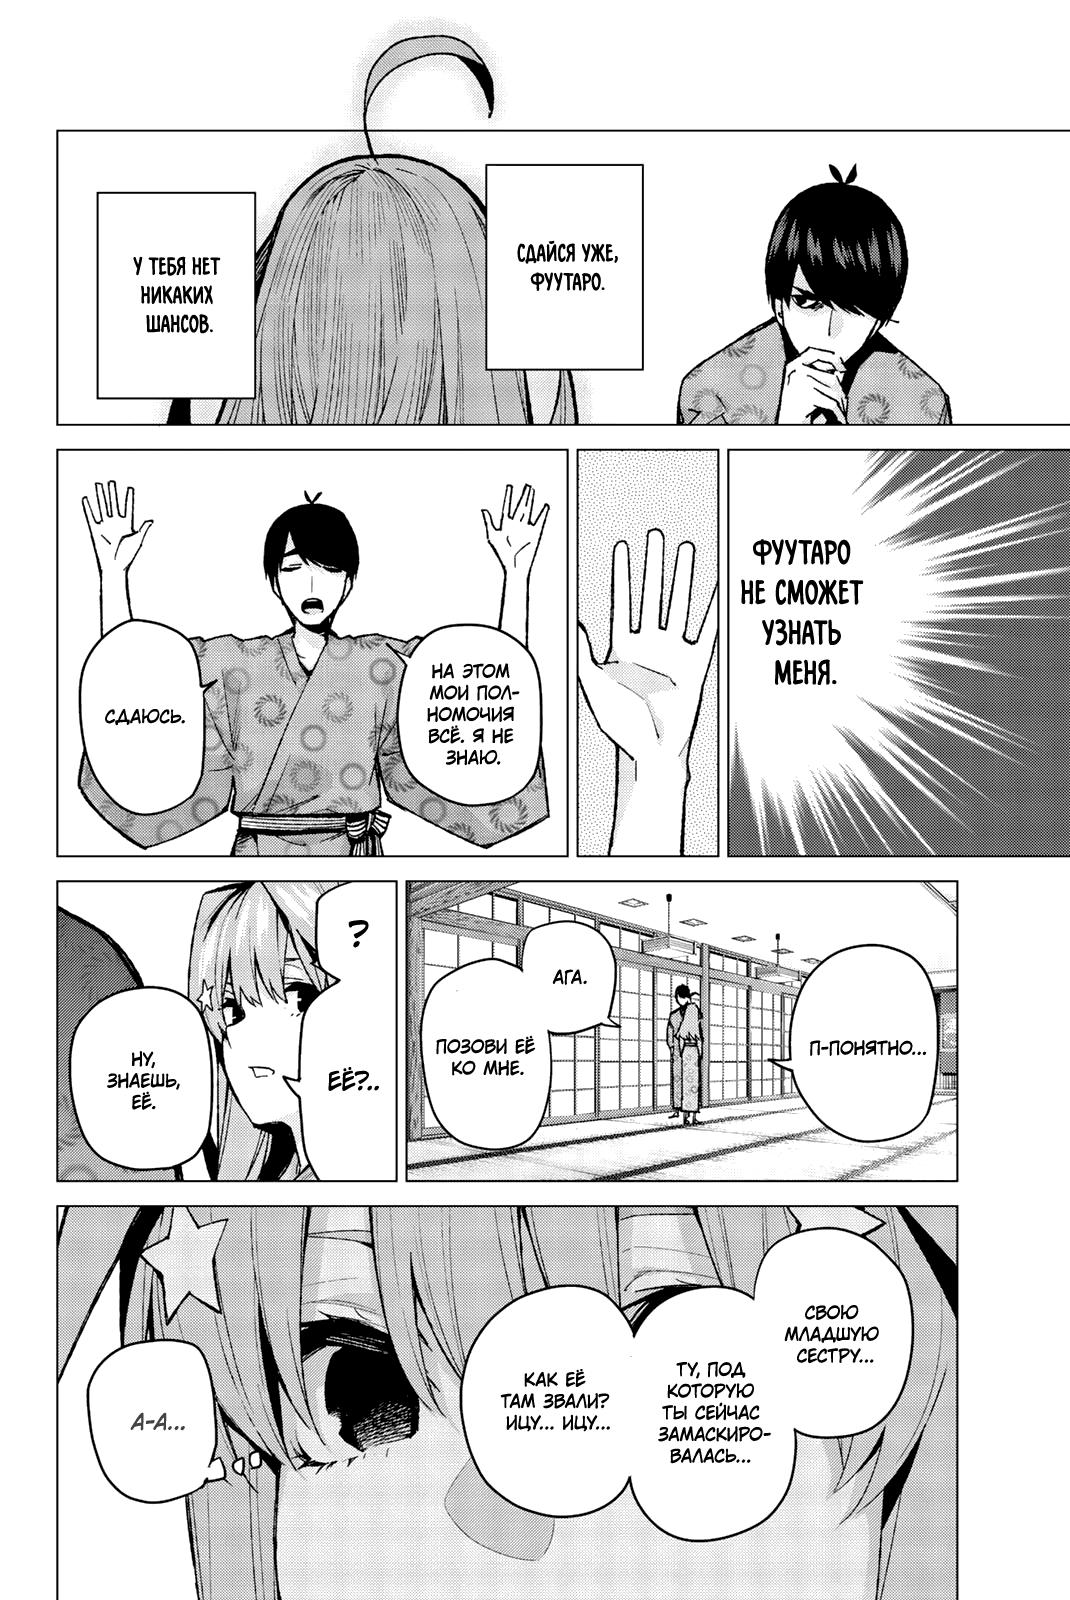 СДАЙСЯ УЖЕ,
ФУУТАРО.
У ТЕБЯ НЕТ
НИКАКИХ
ШАНСОВ.
ФУУТАРО
НЕ СМОЖЕТ
УЗНАТЬ
МЕНЯ.
НА ЭТОМ
МОИ ПОЛ-
НОМОЧИЯ
ВСЁ. Я НЕ
ЗНАЮ.
СДАЮСЬ.
П-ПОНЯТНО...
АГА.
ПОЗОВИ ЕЁ
КО МНЕ.
?
ЕЁ?..
НУ,
ЗНАЕШЬ,
ЕЁ.
СВОЮ
МЛАДШУЮ
СЕСТРУ...
ТУ, ПОД
КОТОРУЮ
ТЫ СЕЙЧАС
ЗАМАСКИРО-
ВАЛАСЬ...
КАК ЕЁ
ТАМ ЗВАЛИ?
ИЦУ... ИЦУ...
А-А...